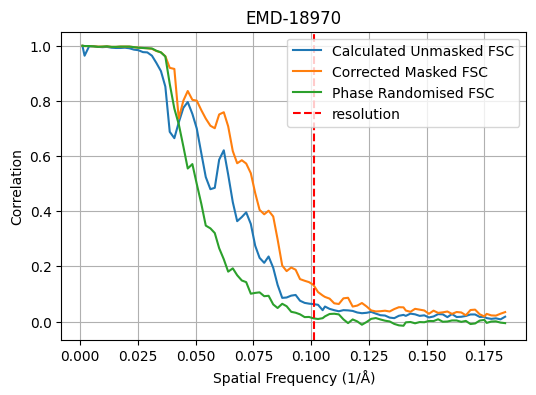 EMD-18970
Calculated Unmasked FSC
Corrected Masked FSC
Phase Randomised FSC
resolution
Correlation
1.0
0.8
0.6
0.4
0.2
0.0
0.000 0.025 0.050 0.075 0.100 0.125 0.150 0.175
Spatial Frequency (1/Å)